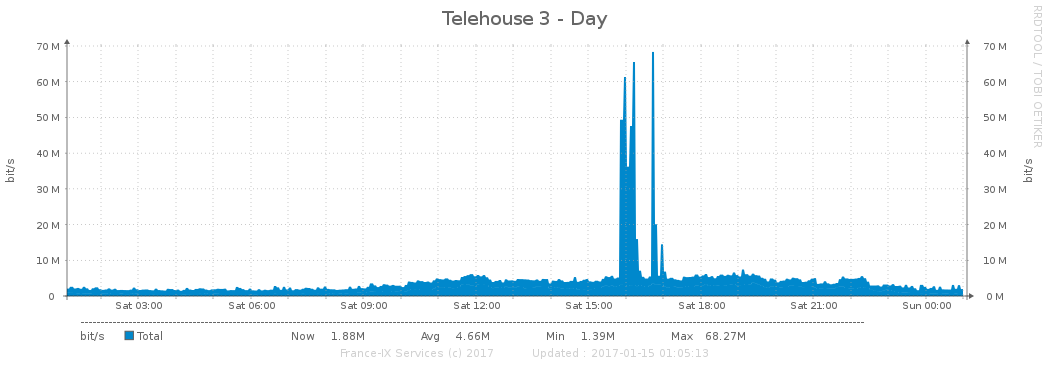 Telehouse 3 - Day
RRDTOOL / TOBI OETIKER
bit/s
70 M
60 M
50 M
40 M
30 M
20 M
10 M
0
70 M
60 M
50 M
40 M
30 M
20 M
10 M
0 M
bit/s
Sat 03:00 Sat 06:00 Sat 09:00 Sat 12:00 Sat 15:00 Sat 18:00 Sat 21:00 Sun 00:00
bit/s Total Now 1.88M Avg 4.66M Min 1.39M Max 68.27M
France-IX Services (c) 2017 Updated : 2017-01-15 01:05:13